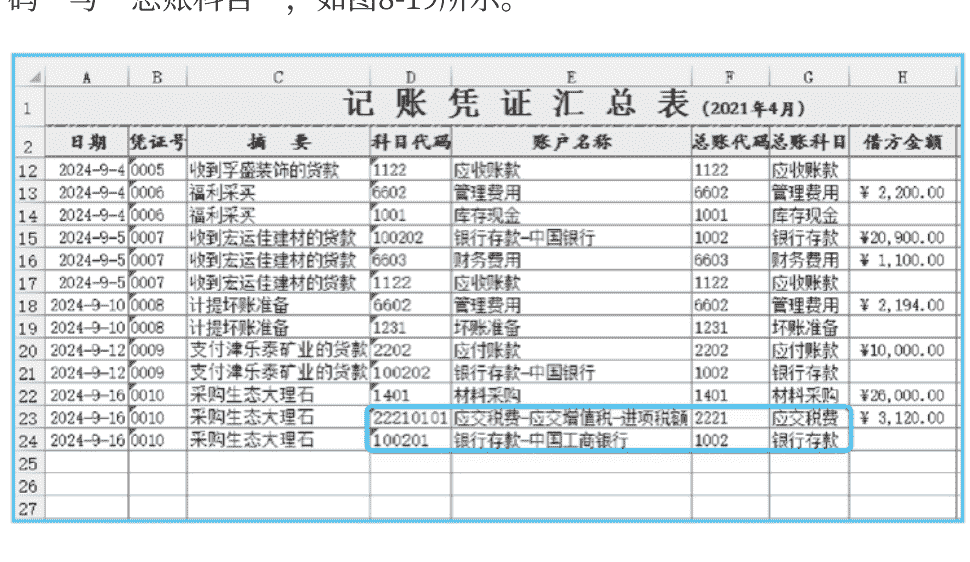 码”与“总账科目”，如图8-19所示。
A B C D E F G H
1 记 账 凭 证 汇 总 表 (2021年4月)
2 日期 凭证号 摘 要 科目代码 账户名称 总账代码 总账科目 借方金额
12 2024-9-4 0005 收到孚盛装饰的货款 1122 应收账款 1122 应收账款
13 2024-9-4 0006 福利采买 6602 管理费用 6602 管理费用 ¥ 2,200.00
14 2024-9-4 0006 福利采买 1001 库存现金 1001 库存现金
15 2024-9-5 0007 收到宏运佳建材的货款 100202 银行存款-中国银行 1002 银行存款 ¥20,900.00
16 2024-9-5 0007 收到宏运佳建材的货款 6603 财务费用 6603 财务费用 ¥ 1,100.00
17 2024-9-5 0007 收到宏运佳建材的货款 1122 应收账款 1122 应收账款
18 2024-9-10 0008 计提坏账准备 6602 管理费用 6602 管理费用 ¥ 2,194.00
19 2024-9-10 0008 计提坏账准备 1231 坏账准备 1231 坏账准备
20 2024-9-12 0009 支付津乐泰矿业的货款 2202 应付账款 2202 应付账款 ¥10,000.00
21 2024-9-12 0009 支付津乐泰矿业的货款 100202 银行存款-中国银行 1002 银行存款
22 2024-9-16 0010 采购生态大理石 1401 材料采购 1401 材料采购 ¥26,000.00
23 2024-9-16 0010 采购生态大理石 22210101 应交税费-应交增值税-进项税额 2221 应交税费 ¥ 3,120.00
24 2024-9-16 0010 采购生态大理石 100201 银行存款-中国工商银行 1002 银行存款
25
26
27